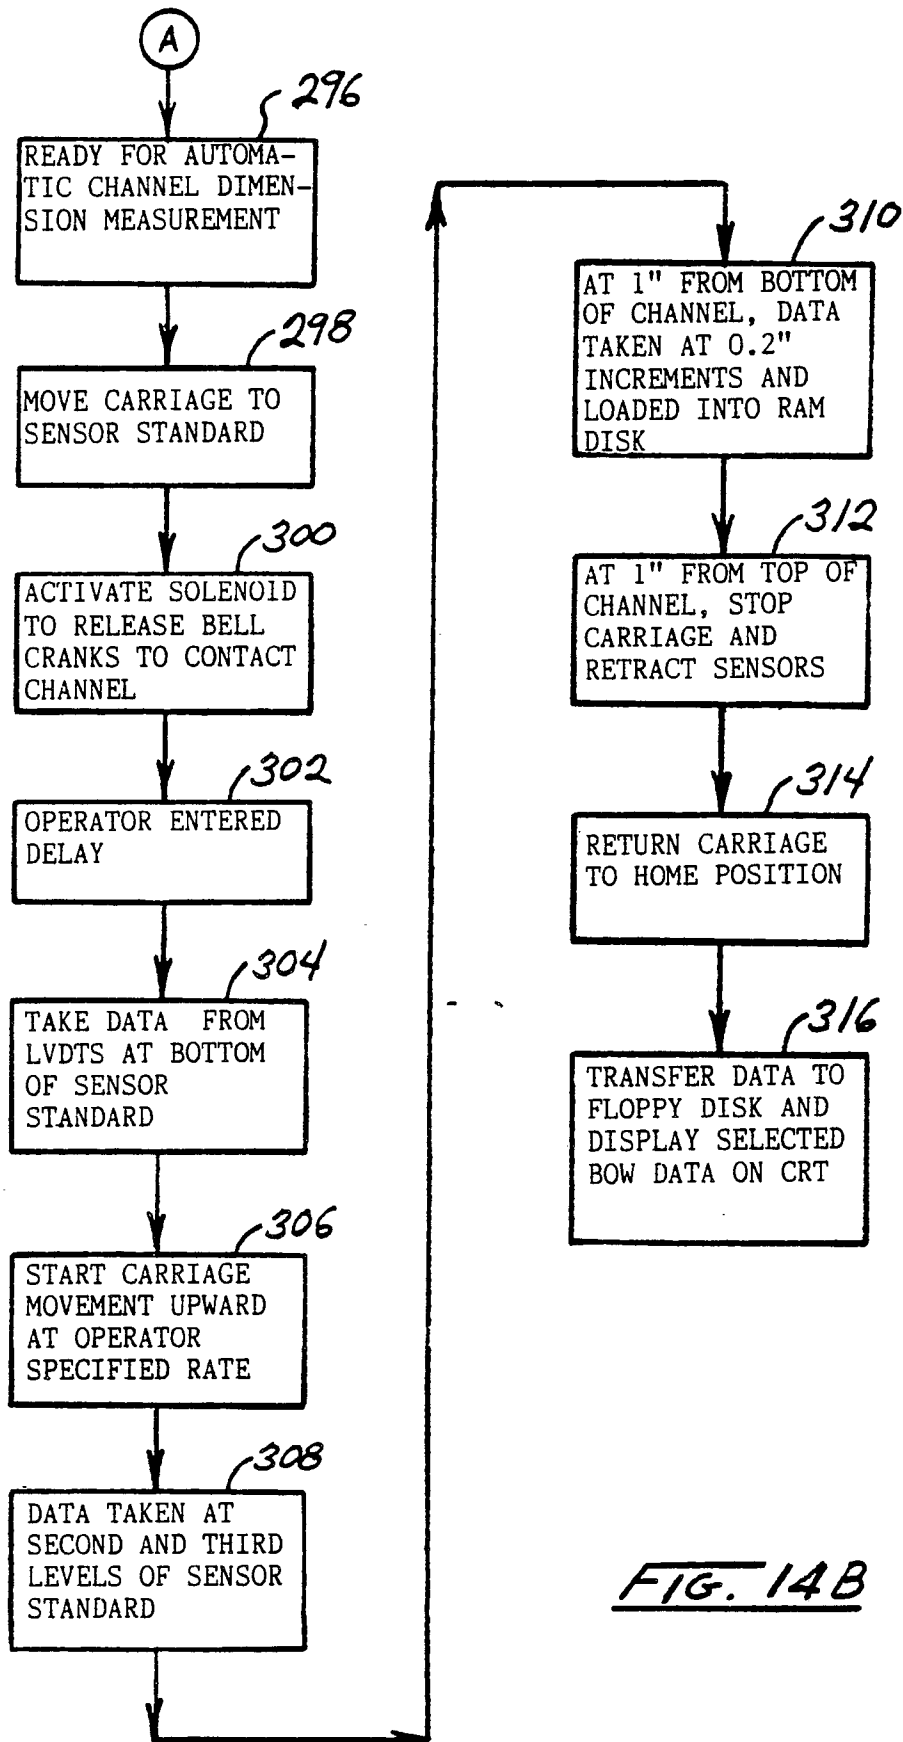 A
296
READY FOR AUTOMA-
TIC CHANNEL DIMEN-
SION MEASUREMENT
298
MOVE CARRIAGE TO
SENSOR STANDARD
300
ACTIVATE SOLENOID
TO RELEASE BELL
CRANKS TO CONTACT
CHANNEL
302
OPERATOR ENTERED
DELAY
304
TAKE DATA FROM
LVDTS AT BOTTOM
OF SENSOR
STANDARD
306
START CARRIAGE
MOVEMENT UPWARD
AT OPERATOR
SPECIFIED RATE
308
DATA TAKEN AT
SECOND AND THIRD
LEVELS OF SENSOR
STANDARD
310
AT 1" FROM BOTTOM
OF CHANNEL, DATA
TAKEN AT 0.2"
INCREMENTS AND
LOADED INTO RAM
DISK
312
AT 1" FROM TOP OF
CHANNEL, STOP
CARRIAGE AND
RETRACT SENSORS
314
RETURN CARRIAGE
TO HOME POSITION
316
TRANSFER DATA TO
FLOPPY DISK AND
DISPLAY SELECTED
BOW DATA ON CRT
FIG. 14B